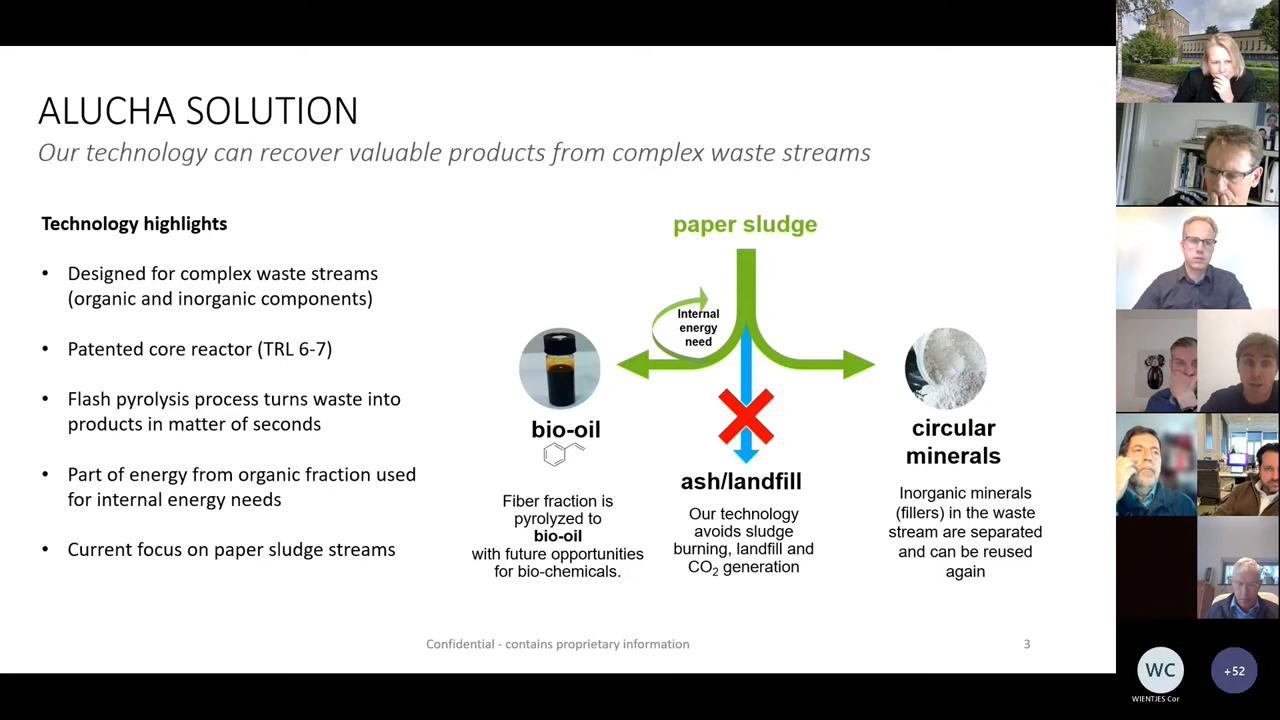 ALUCHA SOLUTION
Our technology can recover valuable products from complex waste streams
Technology highlights
• Designed for complex waste streams
(organic and inorganic components)
• Patented core reactor (TRL 6-7)
• Flash pyrolysis process turns waste into
products in matter of seconds
• Part of energy from organic fraction used
for internal energy needs
• Current focus on paper sludge streams
paper sludge
Internal
energy
need
bio-oil
Fiber fraction is
pyrolyzed to
bio-oil
with future opportunities
for bio-chemicals.
ash/landfill
Our technology
avoids sludge
burning, landfill and
CO₂ generation
circular
minerals
Inorganic minerals
(fillers) in the waste
stream are separated
and can be reused
again
Confidential - contains proprietary information
3
WC
WIENTJES Cor
+52